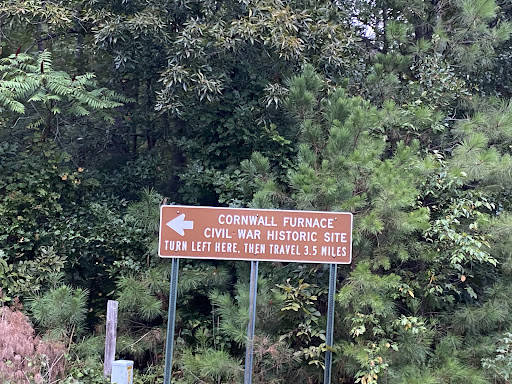 CORNWALL FURNACE
CIVIL WAR HISTORIC SITE
TURN LEFT HERE, THEN TRAVEL 3.5 MILES